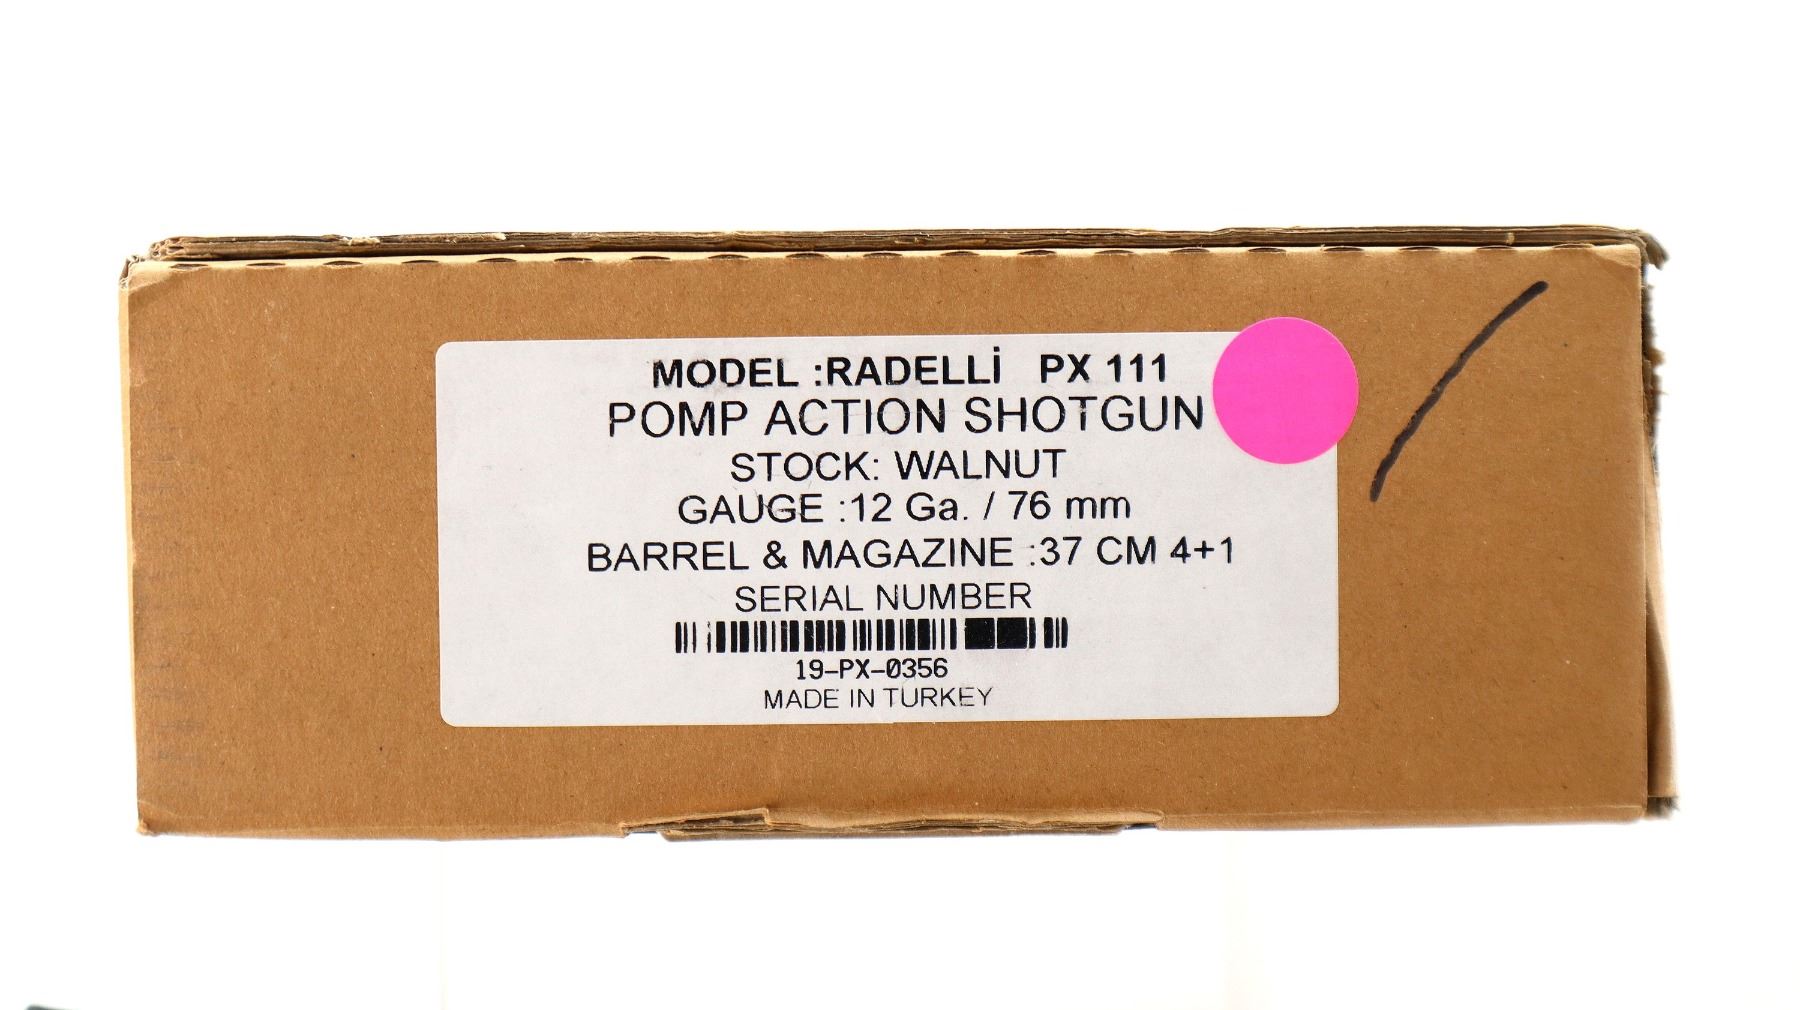 MODEL :RADELLİ PX 111
POMP ACTION SHOTGUN
STOCK: WALNUT
GAUGE :12 Ga. / 76 mm
BARREL & MAGAZINE :37 CM 4+1
SERIAL NUMBER
19-PX-0356
MADE IN TURKEY